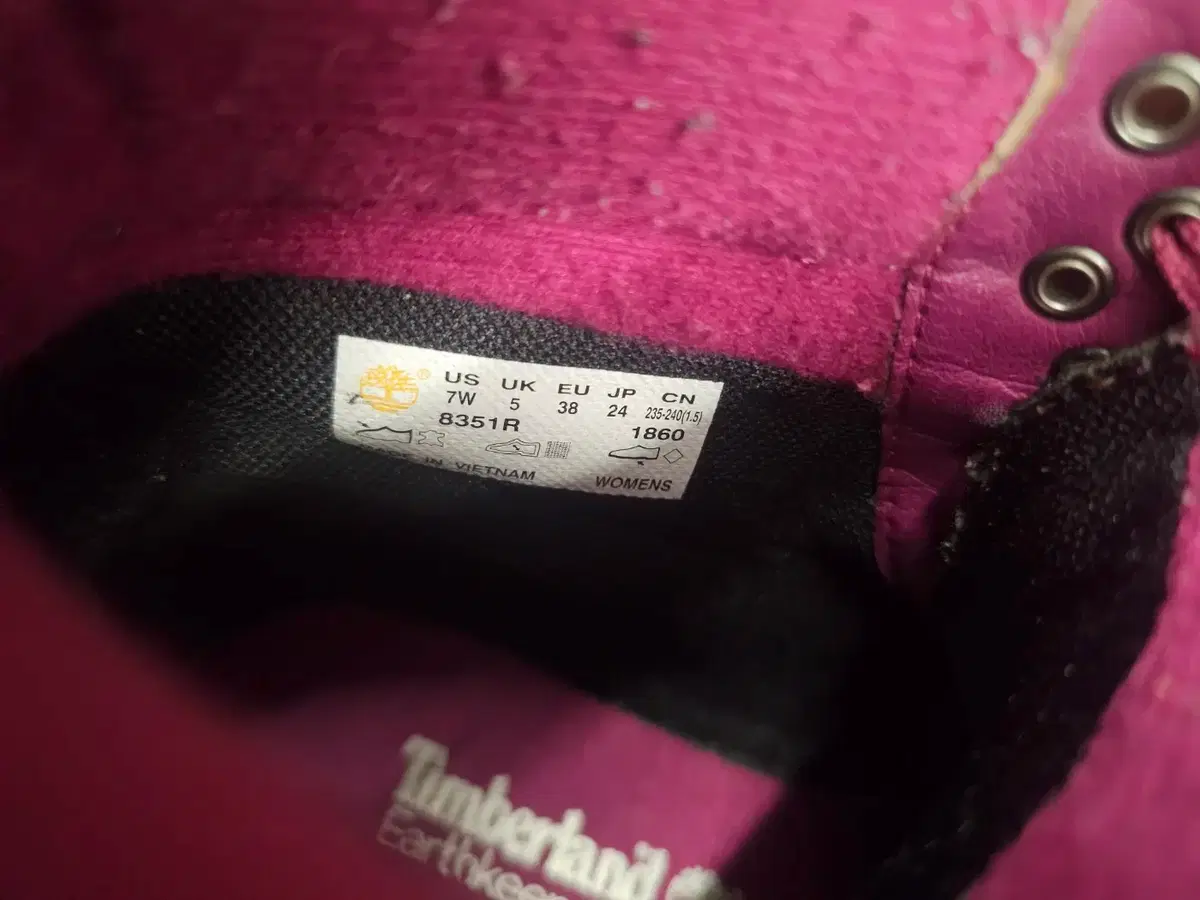 ® US UK EU JP CN
7W 5 38 24 235-240(1.5)
8351R 1860
IN VIETNAM WOMENS
Timberland